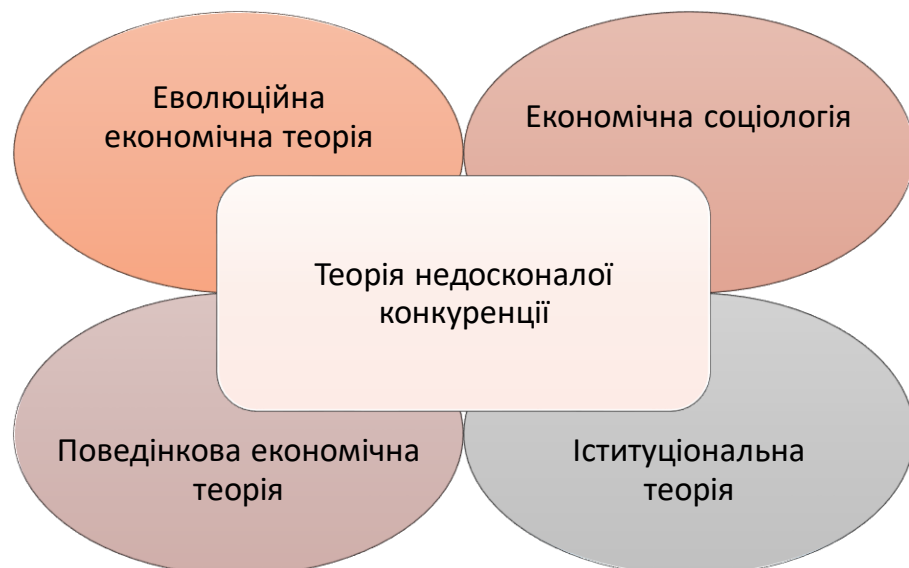 Еволюційна
економічна теорія
Економічна соціологія
Теорія недосконалої
конкуренції
Поведінкова економічна
теорія
Іституціональна
теорія